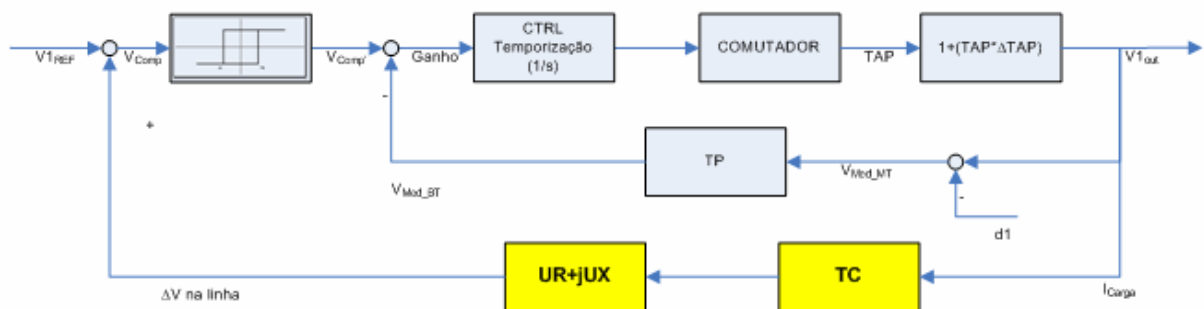 V1REF
VComp
VComp'
Ganho
CTRL
Temporização
(1/s)
COMUTADOR
TAP
1+(TAP*ΔTAP)
V1out
+
-
TP
VMed_MT
VMed_BT
-
d1
UR+jUX
TC
ΔV na linha
ICarga